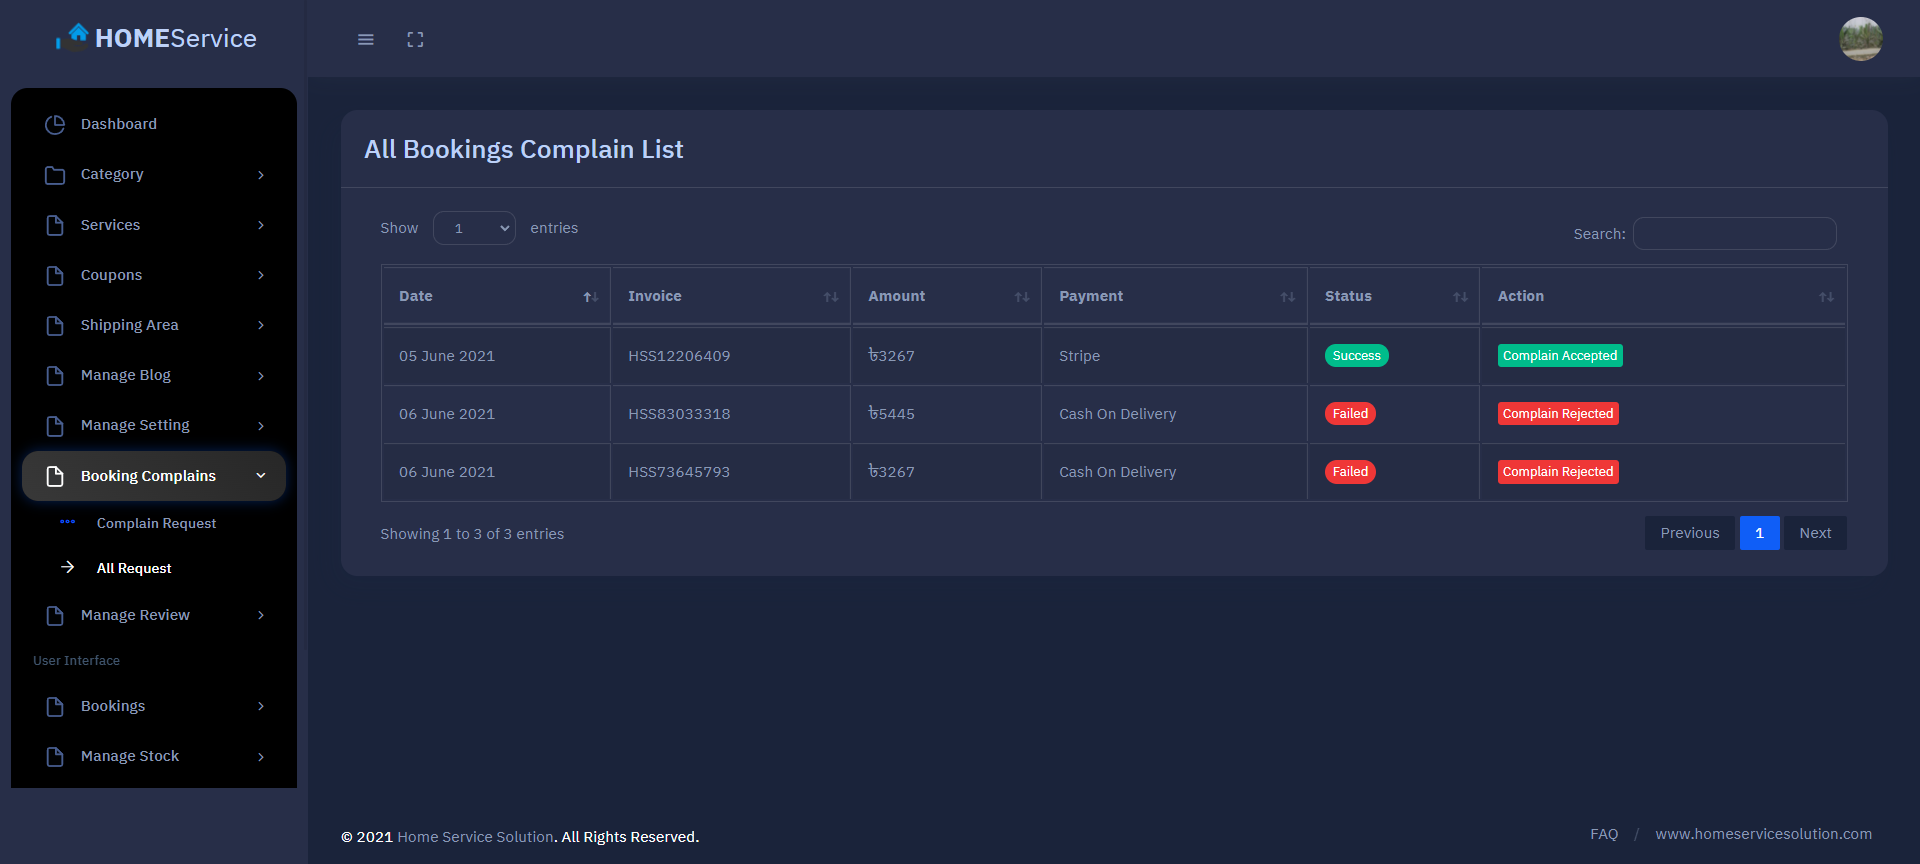 HOMEService
Dashboard
Category
Services
Coupons
Shipping Area
Manage Blog
Manage Setting
Booking Complains
Complain Request
All Request
Manage Review
User Interface
Bookings
Manage Stock
All Bookings Complain List
Show 1 entries
Search:
Date Invoice Amount Payment Status Action
05 June 2021 HSS12206409 ৳3267 Stripe Success Complain Accepted
06 June 2021 HSS83033318 ৳5445 Cash On Delivery Failed Complain Rejected
06 June 2021 HSS73645793 ৳3267 Cash On Delivery Failed Complain Rejected
Showing 1 to 3 of 3 entries
Previous 1 Next
© 2021 Home Service Solution. All Rights Reserved.
FAQ / www.homeservicesolution.com